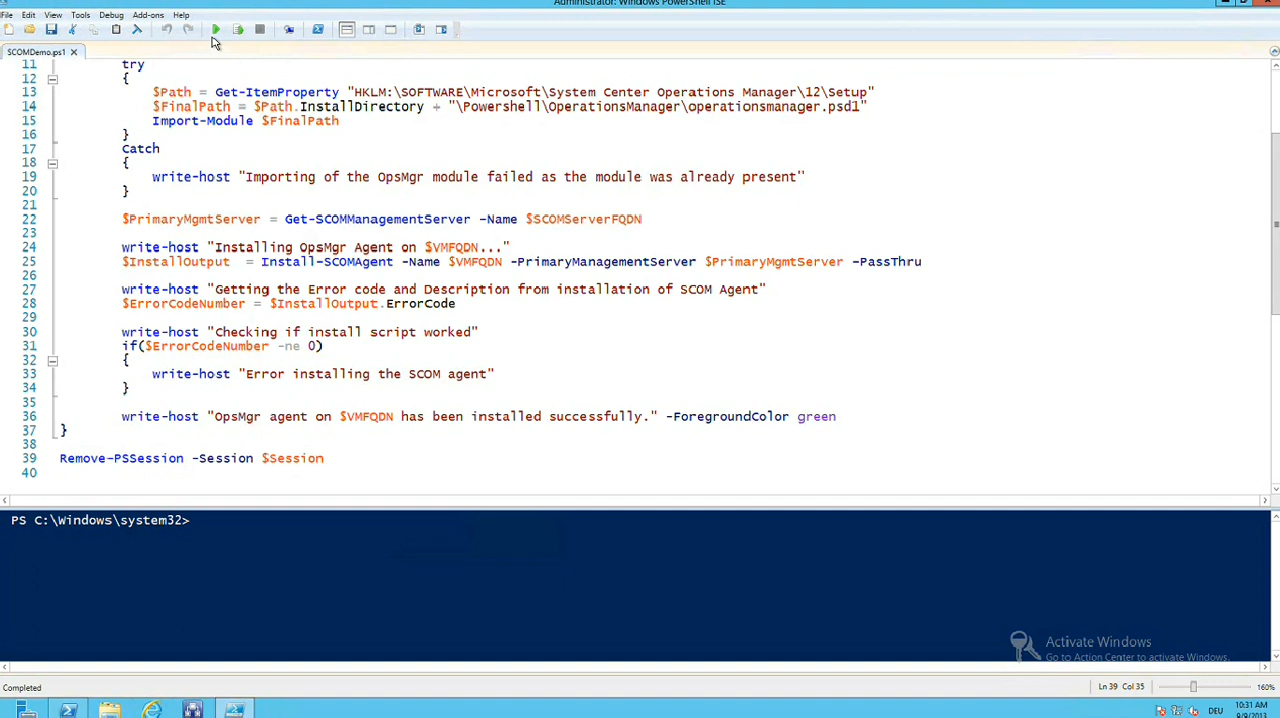 Administrator: Windows PowerShell ISE
File Edit View Tools Debug Add-ons Help
SCOMDemo.ps1
11 try
12 {
13 $Path = Get-ItemProperty "HKLM:\SOFTWARE\Microsoft\System Center Operations Manager\12\Setup"
14 $FinalPath = $Path.InstallDirectory + "\Powershell\OperationsManager\operationsmanager.psd1"
15 Import-Module $FinalPath
16 }
17 Catch
18 {
19 write-host "Importing of the OpsMgr module failed as the module was already present"
20 }
21
22 $PrimaryMgmtServer = Get-SCOMManagementServer -Name $SCOMServerFQDN
23
24 write-host "Installing OpsMgr Agent on $VMFQDN..."
25 $InstallOutput = Install-SCOMAgent -Name $VMFQDN -PrimaryManagementServer $PrimaryMgmtServer -PassThru
26
27 write-host "Getting the Error code and Description from installation of SCOM Agent"
28 $ErrorCodeNumber = $InstallOutput.ErrorCode
29
30 write-host "Checking if install script worked"
31 if($ErrorCodeNumber -ne 0)
32 {
33 write-host "Error installing the SCOM agent"
34 }
35
36 write-host "OpsMgr agent on $VMFQDN has been installed successfully." -ForegroundColor green
37 }
38
39 Remove-PSSession -Session $Session
40
PS C:\Windows\system32>
Activate Windows
Go to Action Center to activate Windows.
Completed
Ln 39 Col 35
160%
DEU
10:31 AM
9/9/2013